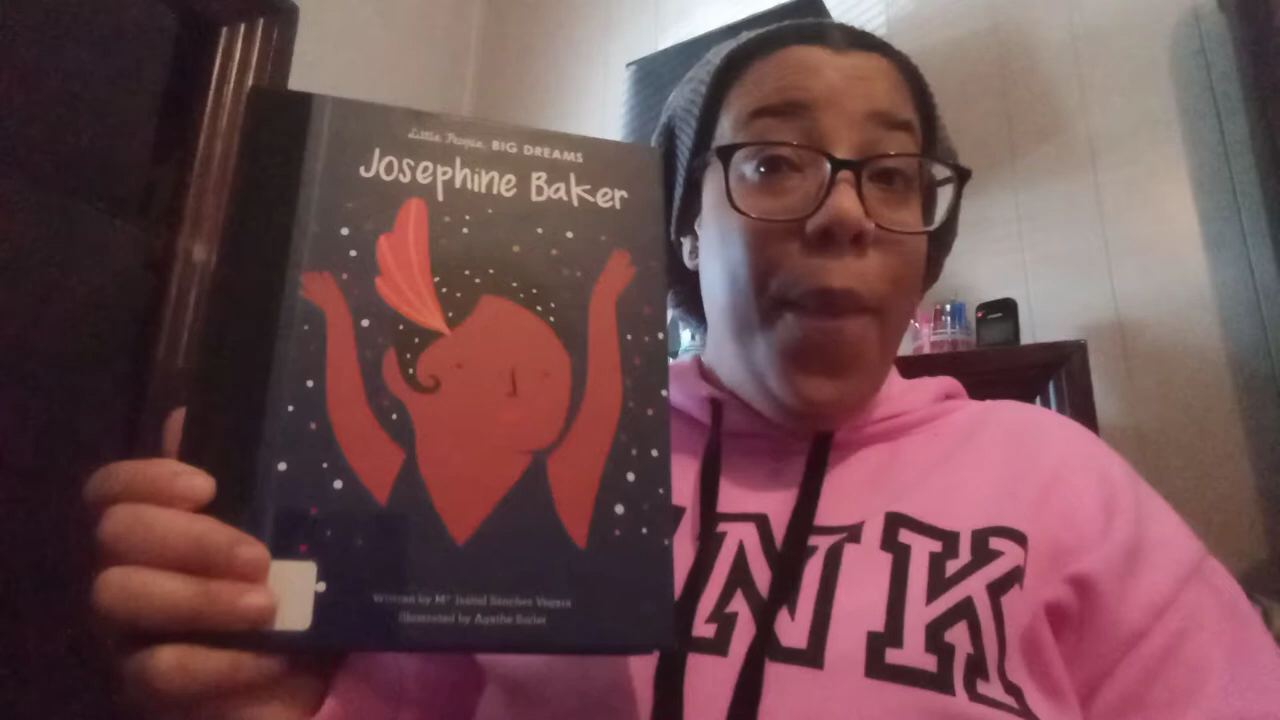 Little People, BIG DREAMS
Josephine Baker
Written by Mª Isabel Sánchez Vegara
Illustrated by Agathe Sorlet
NK